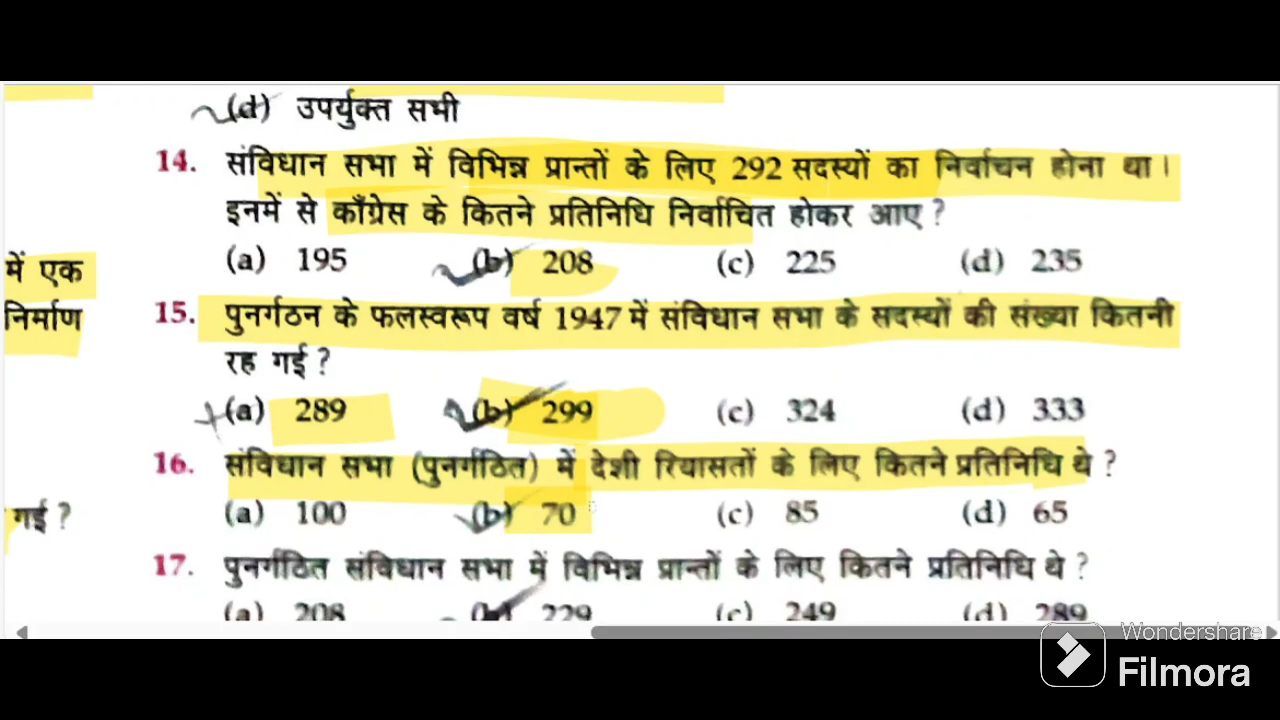 (d) उपर्युक्त सभी
14. संविधान सभा में विभिन्न प्रान्तों के लिए 292 सदस्यों का निर्वाचन होना था।
इनमें से काँग्रेस के कितने प्रतिनिधि निर्वाचित होकर आए ?
में एक
(a) 195 (b) 208 (c) 225 (d) 235
निर्माण
15. पुनर्गठन के फलस्वरूप वर्ष 1947 में संविधान सभा के सदस्यों की संख्या कितनी
रह गई ?
(a) 289 (b) 299 (c) 324 (d) 333
16. संविधान सभा (पुनर्गठित) में देशी रियासतों के लिए कितने प्रतिनिधि थे ?
गई ?
(a) 100 (b) 70 (c) 85 (d) 65
17. पुनर्गठित संविधान सभा में विभिन्न प्रान्तों के लिए कितने प्रतिनिधि थे ?
(a) 208 (b) 229 (c) 249 (d) 289
Wondershare
Filmora